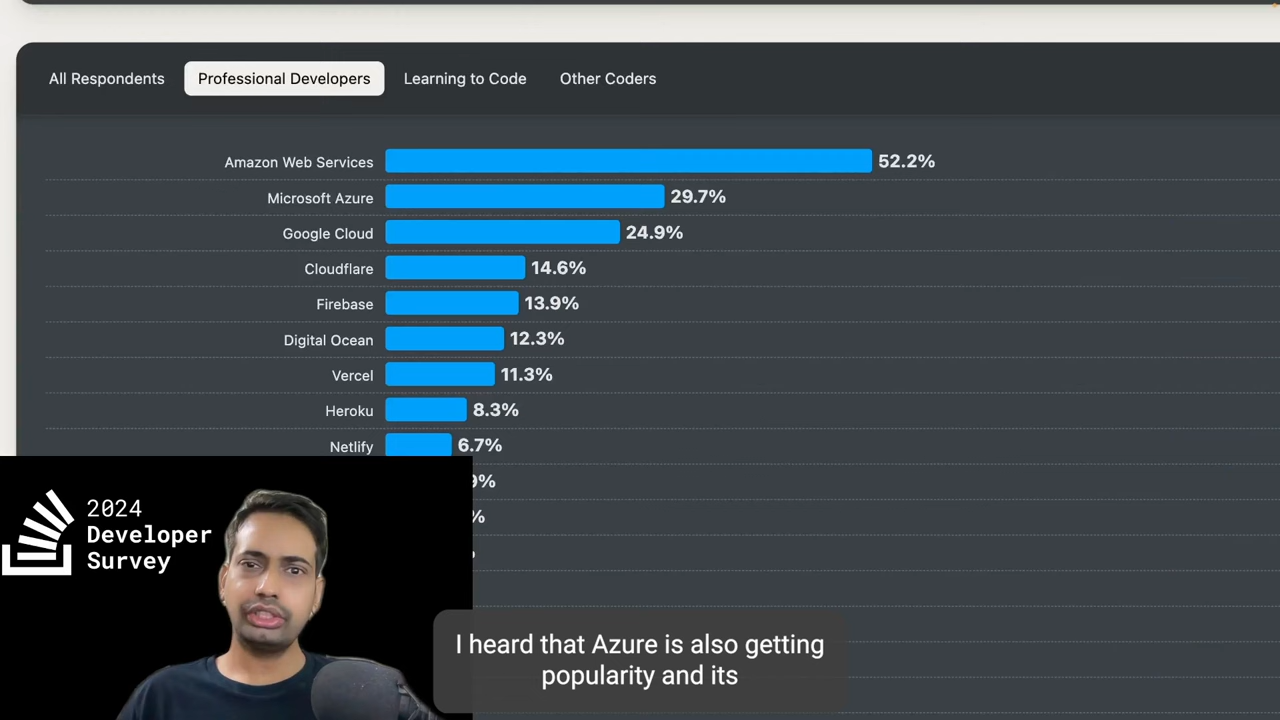 All Respondents Professional Developers Learning to Code Other Coders
Amazon Web Services 52.2%
Microsoft Azure 29.7%
Google Cloud 24.9%
Cloudflare 14.6%
Firebase 13.9%
Digital Ocean 12.3%
Vercel 11.3%
Heroku 8.3%
Netlify 6.7%
9%
%
2024
Developer
Survey
I heard that Azure is also getting
popularity and its